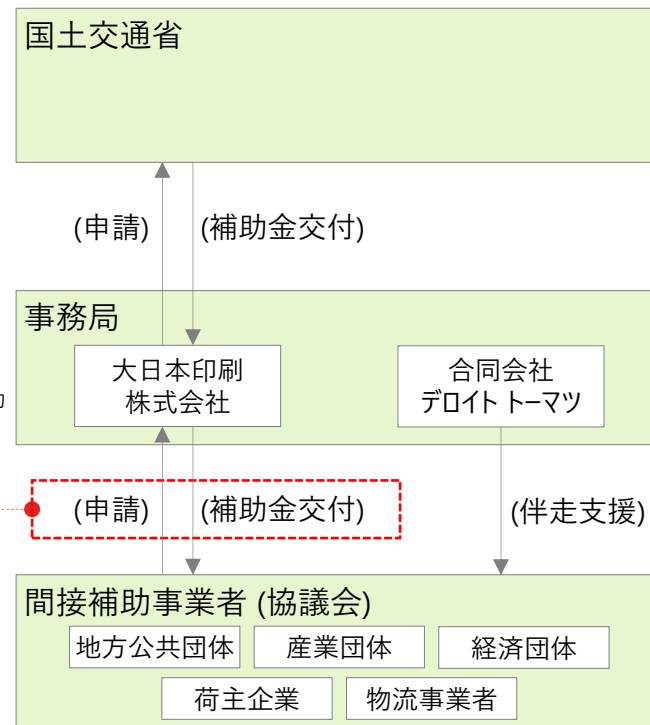 国土交通省
(申請) (補助金交付)
事務局
大日本印刷
株式会社
合同会社
デロイト トーマツ
(申請) (補助金交付)
(伴走支援)
間接補助事業者 (協議会)
地方公共団体 産業団体 経済団体
荷主企業 物流事業者